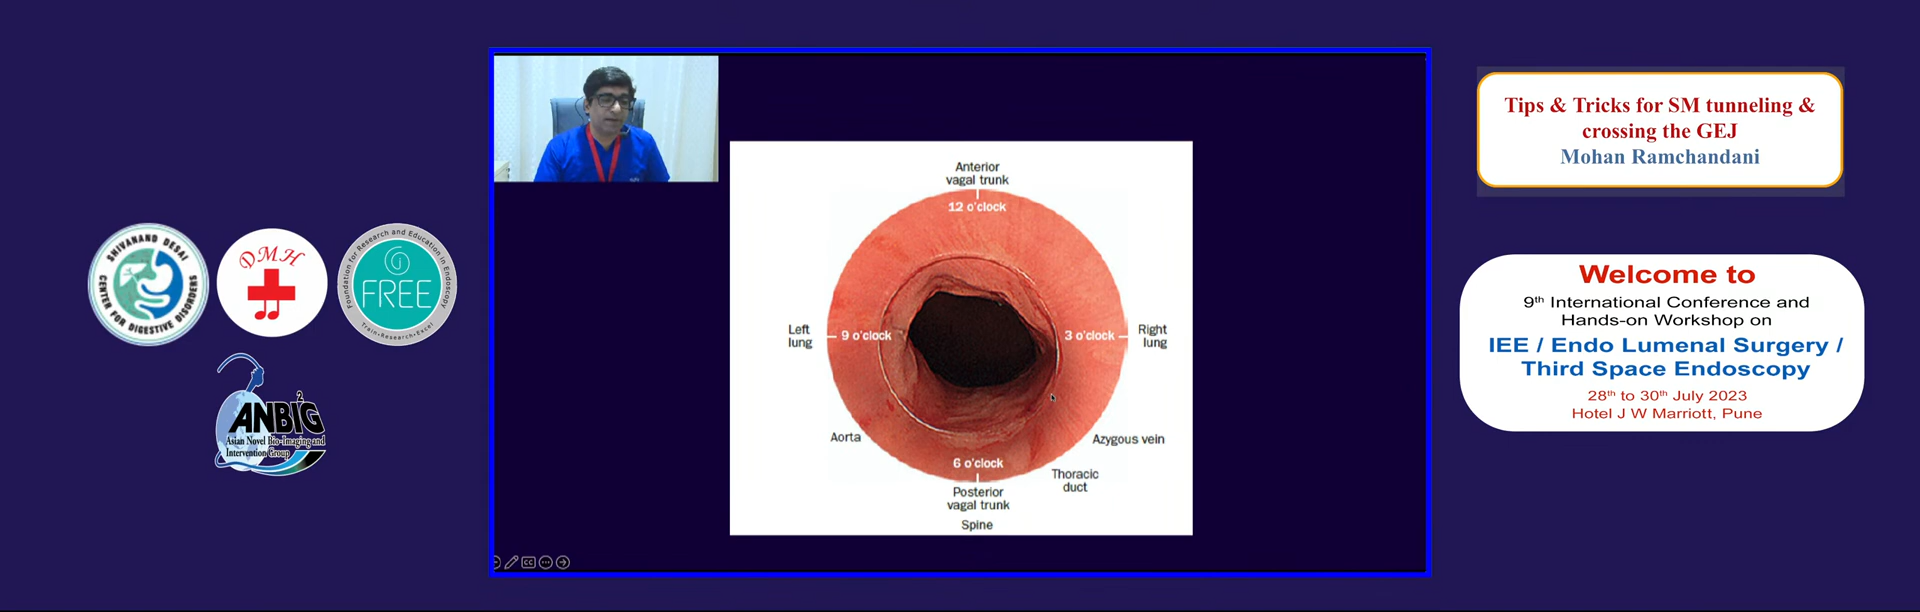 SHIVANAND DESAI
CENTER FOR DIGESTIVE DISORDERS
DMH
Foundation for Research and Education in Endoscopy
FREE
Train•Research•Excel
ANBIG
2
Asian Novel Bio-Imaging and
Intervention Group
Anterior
vagal trunk
12 o'clock
Left
lung
9 o'clock
3 o'clock
Right
lung
Aorta
Azygous vein
6 o'clock
Thoracic
duct
Posterior
vagal trunk
Spine
CC
Tips & Tricks for SM tunneling &
crossing the GEJ
Mohan Ramchandani
Welcome to
9th International Conference and
Hands-on Workshop on
IEE / Endo Lumenal Surgery /
Third Space Endoscopy
28th to 30th July 2023
Hotel J W Marriott, Pune